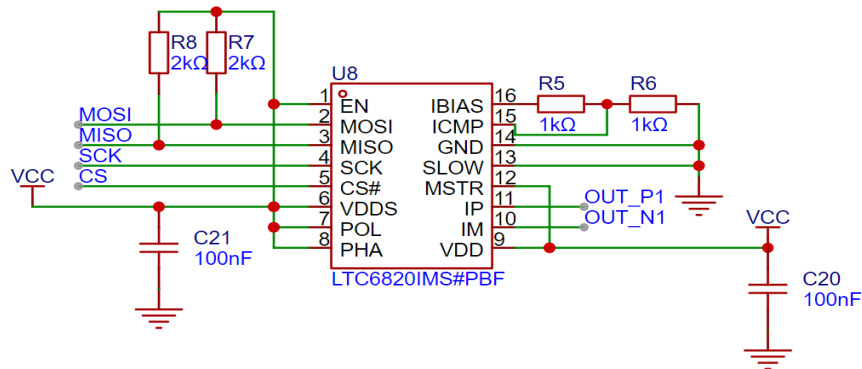 R8
2kΩ
R7
2kΩ
U8
MOSI
MISO
SCK
CS
VCC
C21
100nF
1 EN
2 MOSI
3 MISO
4 SCK
5 CS#
6 VDDS
7 POL
8 PHA
IBIAS 16
ICMP 15
GND 14
SLOW 13
MSTR 12
IP 11
IM 10
VDD 9
LTC6820IMS#PBF
R5
1kΩ
R6
1kΩ
OUT_P1
OUT_N1
VCC
C20
100nF